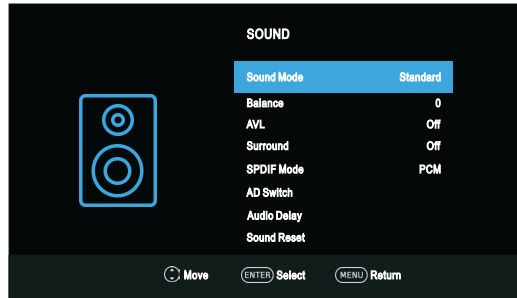 SOUND
Sound Mode Standard
Balance 0
AVL Off
Surround Off
SPDIF Mode PCM
AD Switch
Audio Delay
Sound Reset
Move ENTER Select MENU Return